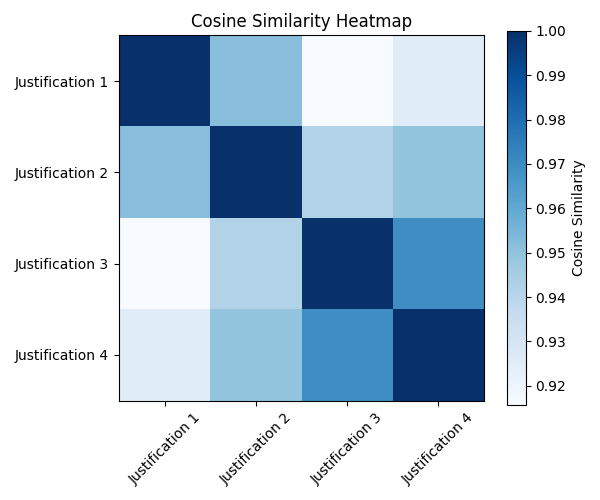 Cosine Similarity Heatmap
Justification 1
Justification 2
Justification 3
Justification 4
Justification 1
Justification 2
Justification 3
Justification 4
1.00
0.99
0.98
0.97
0.96
0.95
0.94
0.93
0.92
Cosine Similarity